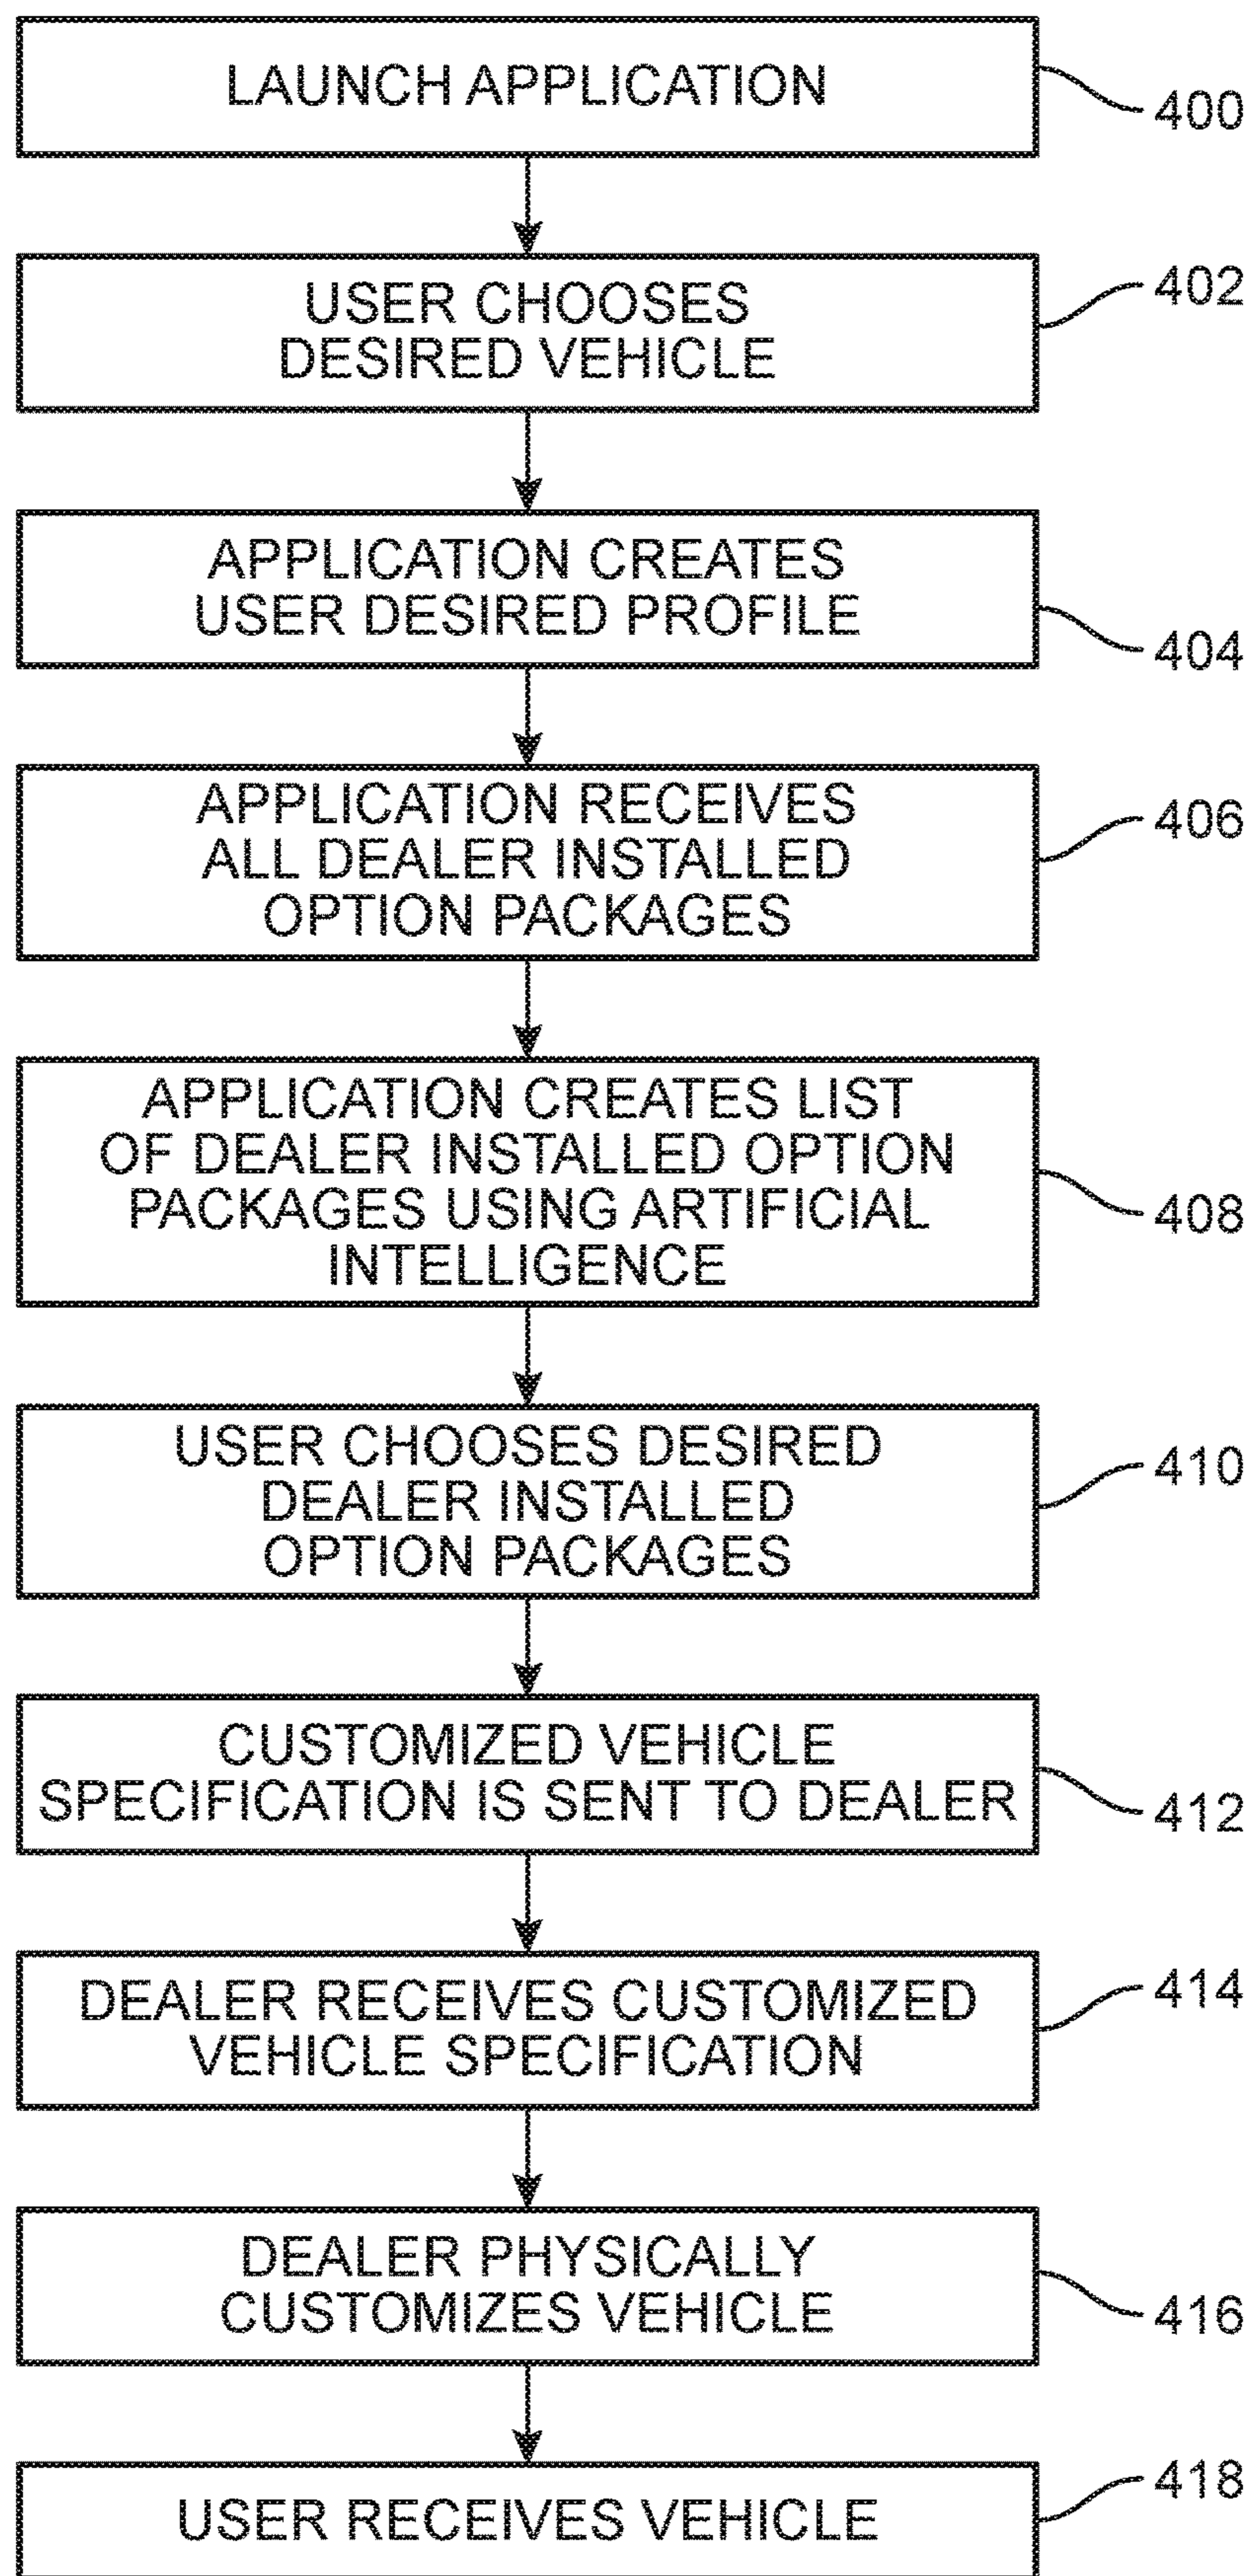 LAUNCH APPLICATION
400
USER CHOOSES
DESIRED VEHICLE
402
APPLICATION CREATES
USER DESIRED PROFILE
404
APPLICATION RECEIVES
ALL DEALER INSTALLED
OPTION PACKAGES
406
APPLICATION CREATES LIST
OF DEALER INSTALLED OPTION
PACKAGES USING ARTIFICIAL
INTELLIGENCE
408
USER CHOOSES DESIRED
DEALER INSTALLED
OPTION PACKAGES
410
CUSTOMIZED VEHICLE
SPECIFICATION IS SENT TO DEALER
412
DEALER RECEIVES CUSTOMIZED
VEHICLE SPECIFICATION
414
DEALER PHYSICALLY
CUSTOMIZES VEHICLE
416
USER RECEIVES VEHICLE
418